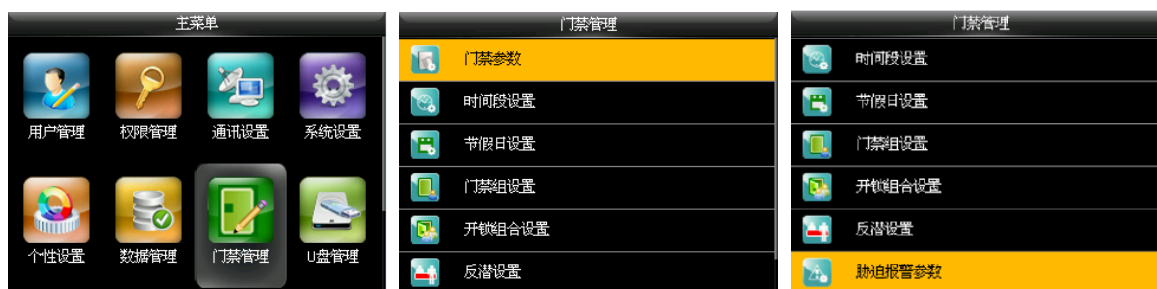 主菜单
用户管理 权限管理 通讯设置 系统设置
个性设置 数据管理 门禁管理 U盘管理
门禁管理
门禁参数
时间段设置
节假日设置
门禁组设置
开锁组合设置
反潜设置
门禁管理
时间段设置
节假日设置
门禁组设置
开锁组合设置
反潜设置
胁迫报警参数